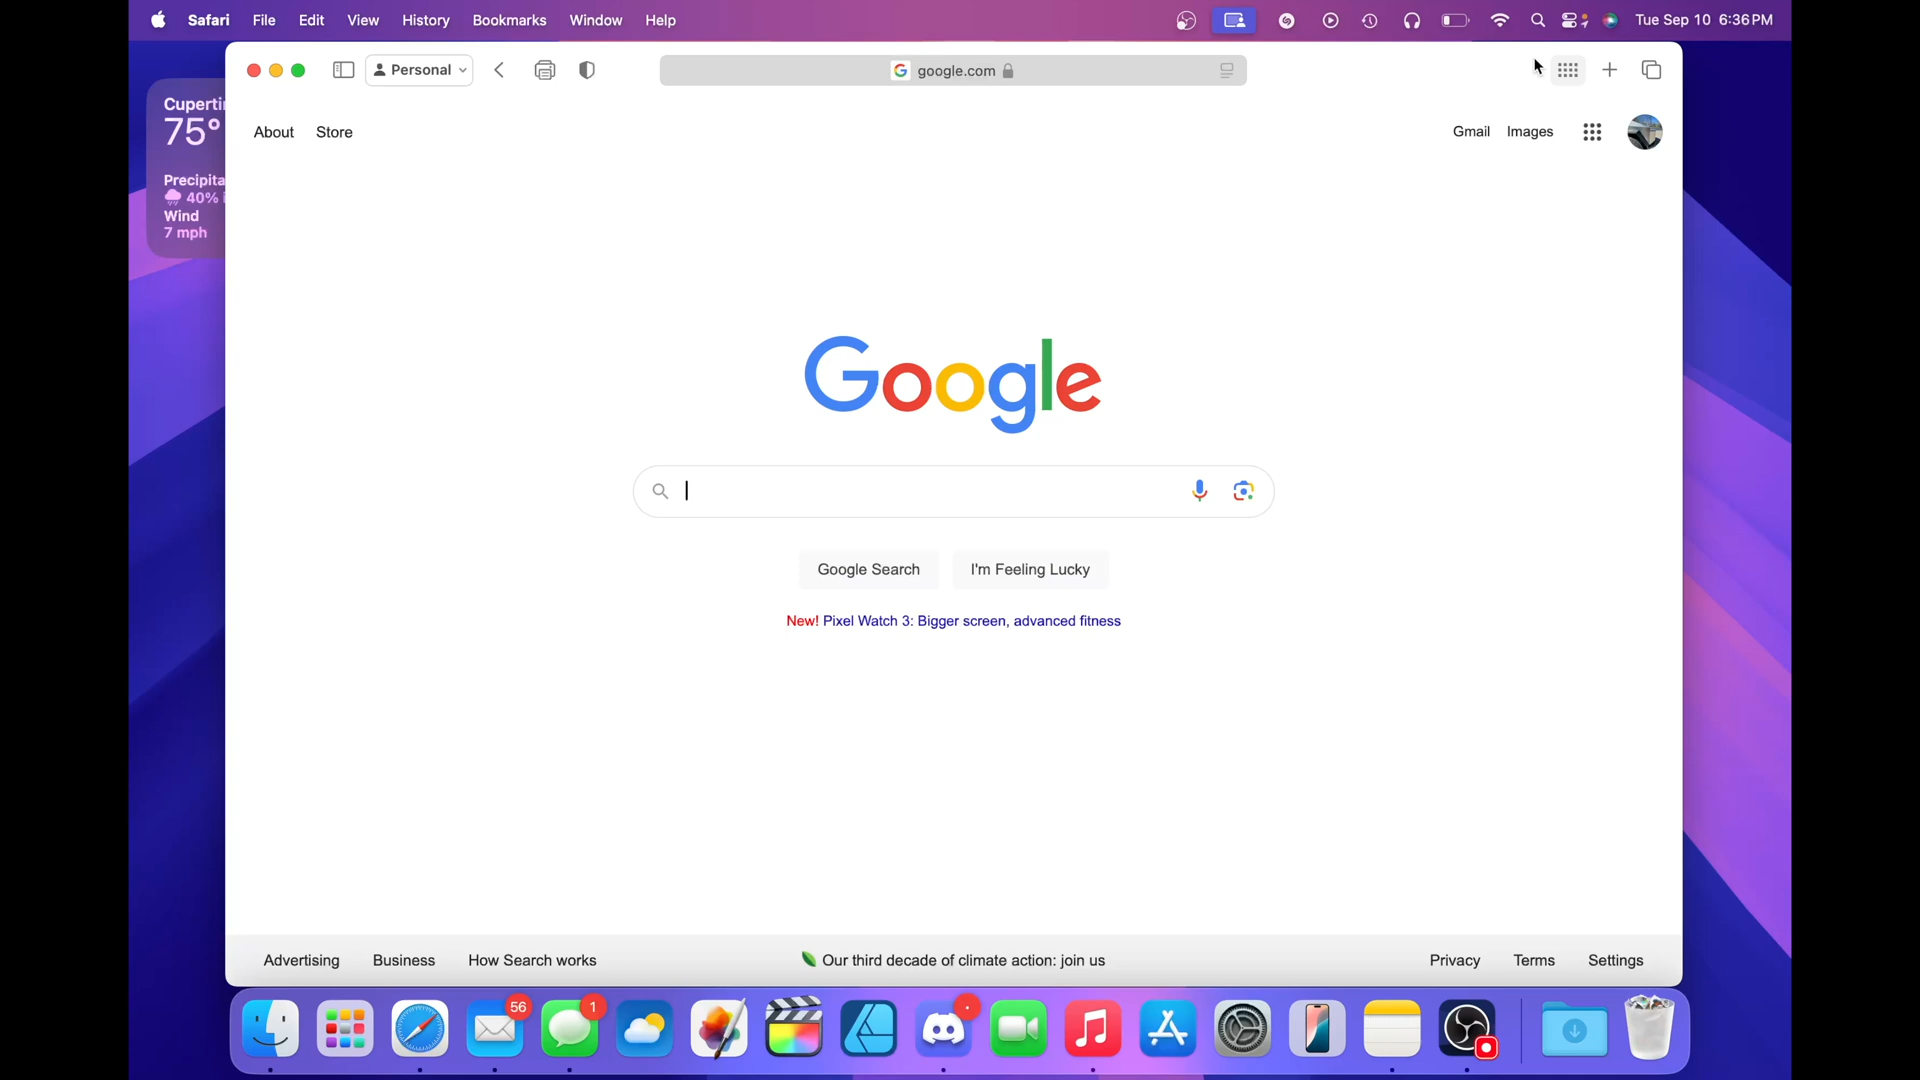 Safari File Edit View History Bookmarks Window Help Tue Sep 10 6:36 PM
Personal google.com
Cuperti
75°
Precipita
40% i
Wind
7 mph
About Store Gmail Images
Google
Google Search I'm Feeling Lucky
New! Pixel Watch 3: Bigger screen, advanced fitness
Advertising Business How Search works Our third decade of climate action: join us Privacy Terms Settings
56 1